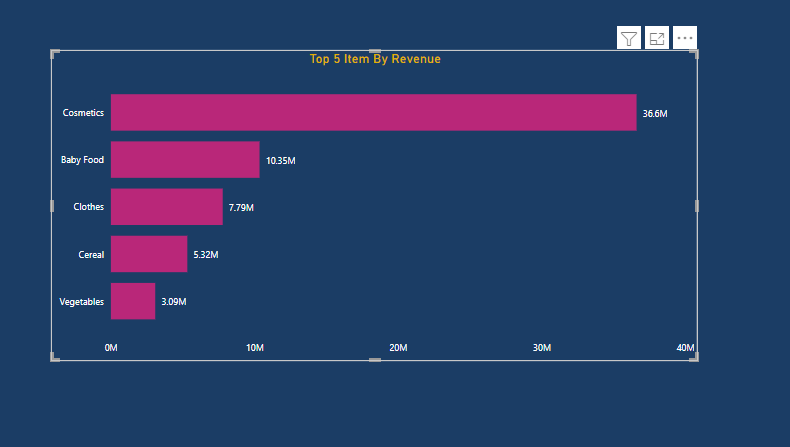 Top 5 Item By Revenue
Cosmetics 36.6M
Baby Food 10.35M
Clothes 7.79M
Cereal 5.32M
Vegetables 3.09M
0M 10M 20M 30M 40M